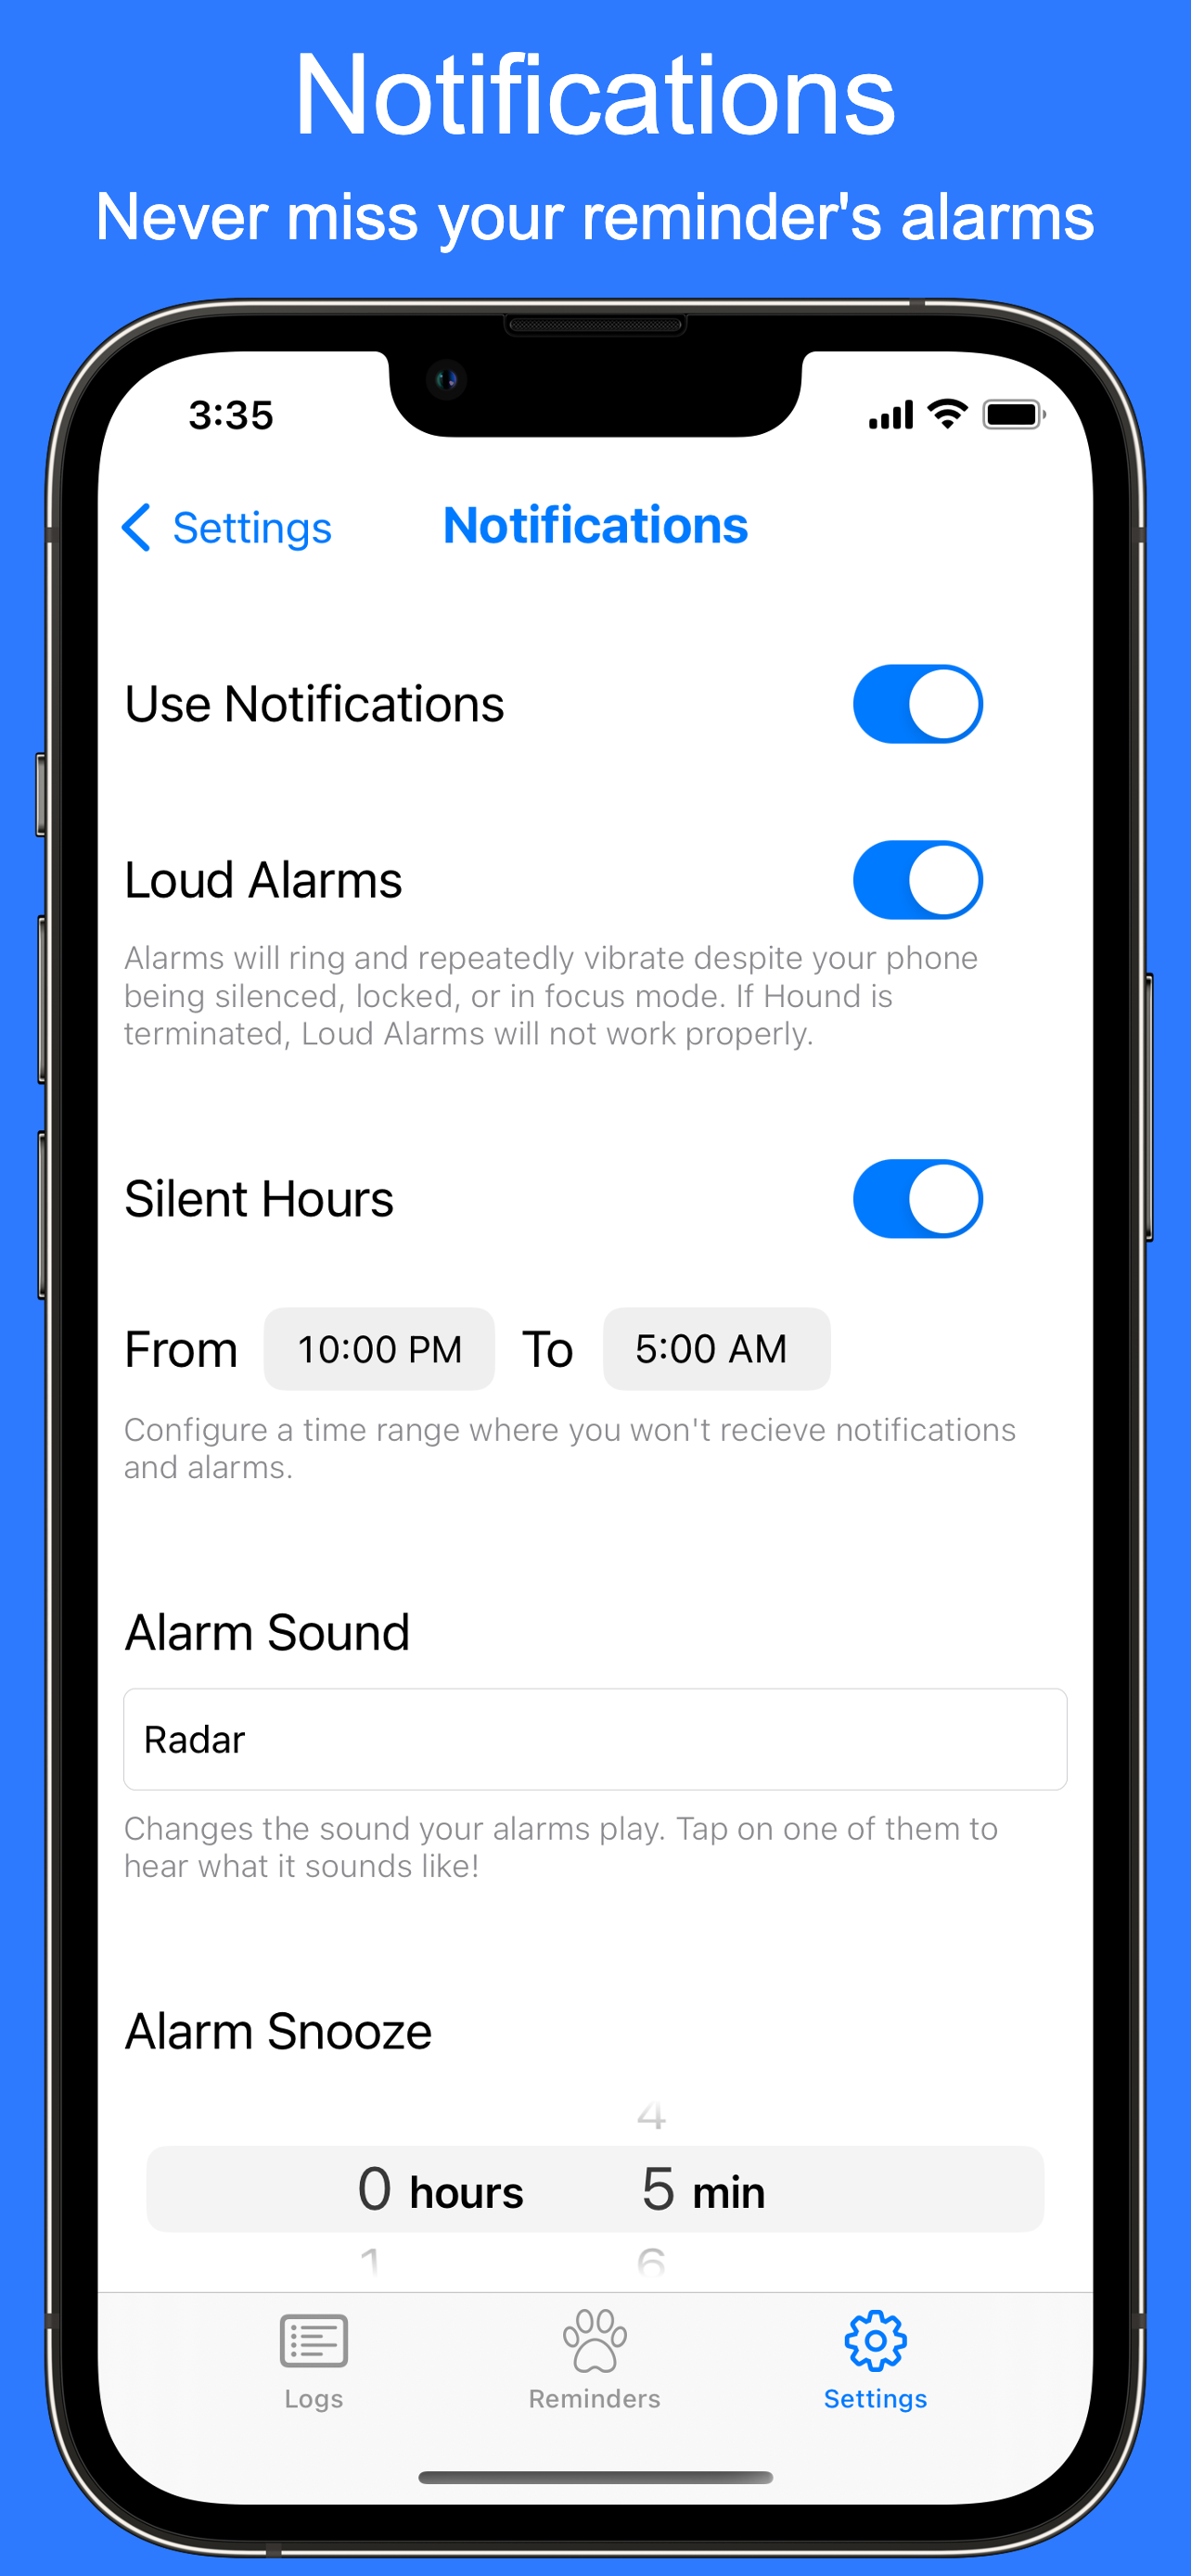 Notifications
Never miss your reminder's alarms
3:35
Settings
Notifications
Use Notifications
Loud Alarms
Alarms will ring and repeatedly vibrate despite your phone
being silenced, locked, or in focus mode. If Hound is
terminated, Loud Alarms will not work properly.
Silent Hours
From 10:00 PM To 5:00 AM
Configure a time range where you won't recieve notifications
and alarms.
Alarm Sound
Radar
Changes the sound your alarms play. Tap on one of them to
hear what it sounds like!
Alarm Snooze
4
0 hours 5 min
1 6
Logs Reminders Settings